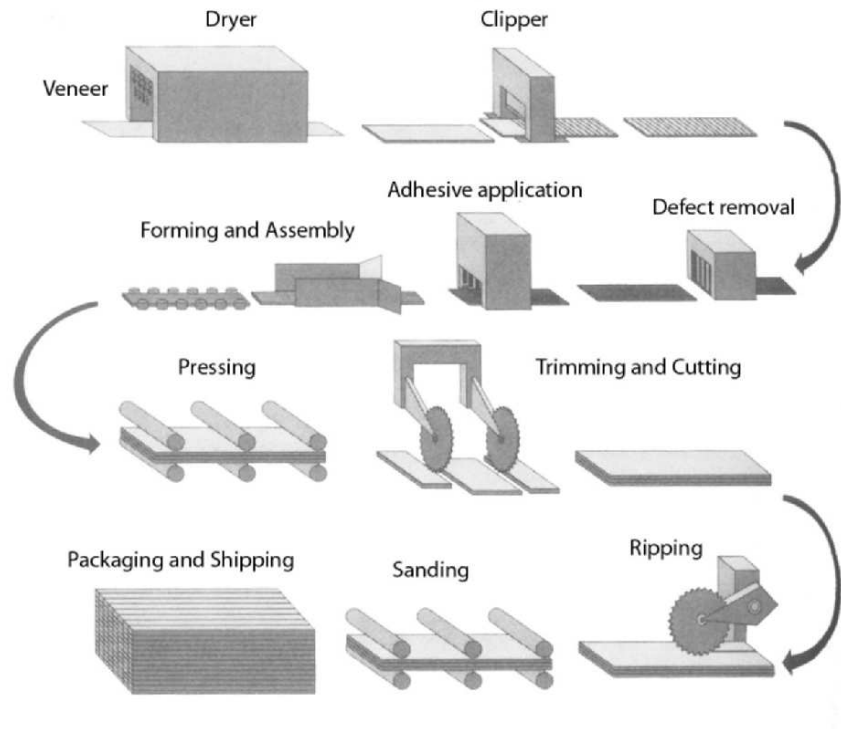 Dryer
Clipper
Veneer
Adhesive application
Defect removal
Forming and Assembly
Pressing
Trimming and Cutting
Packaging and Shipping
Sanding
Ripping